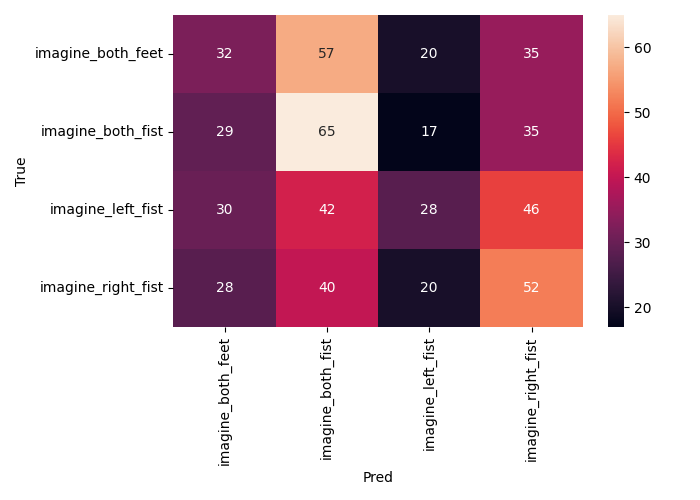 imagine_both_feet 32 57 20 35
imagine_both_fist 29 65 17 35
imagine_left_fist 30 42 28 46
imagine_right_fist 28 40 20 52
True
imagine_both_feet
imagine_both_fist
imagine_left_fist
imagine_right_fist
Pred
60
50
40
30
20